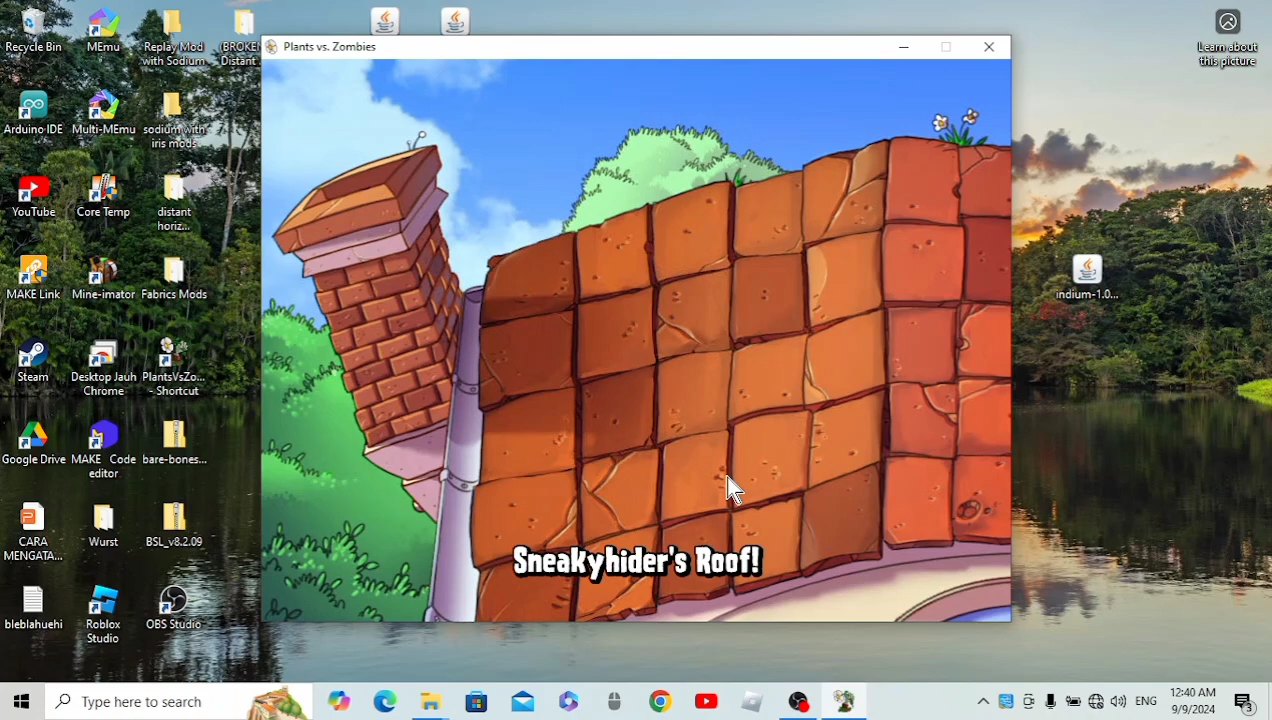 Recycle Bin
MEmu
Replay Mod
with Sodium
(BROKEN
Distant ...
Learn about
this picture
Plants vs. Zombies
Arduino IDE
Multi-MEmu
sodium with
iris mods
YouTube
Core Temp
distant
horiz...
MAKE Link
Mine-imator
Fabrics Mods
indium-1.0...
Steam
Desktop Jauh
Chrome
PlantsVsZo...
- Shortcut
Google Drive
MAKE Code
editor
bare-bones...
CARA
MENGATA...
Wurst
BSL_v8.2.09
Sneakyhider's Roof!
bleblahuehi
Roblox
Studio
OBS Studio
Type here to search
ENG
12:40 AM
9/9/2024
3